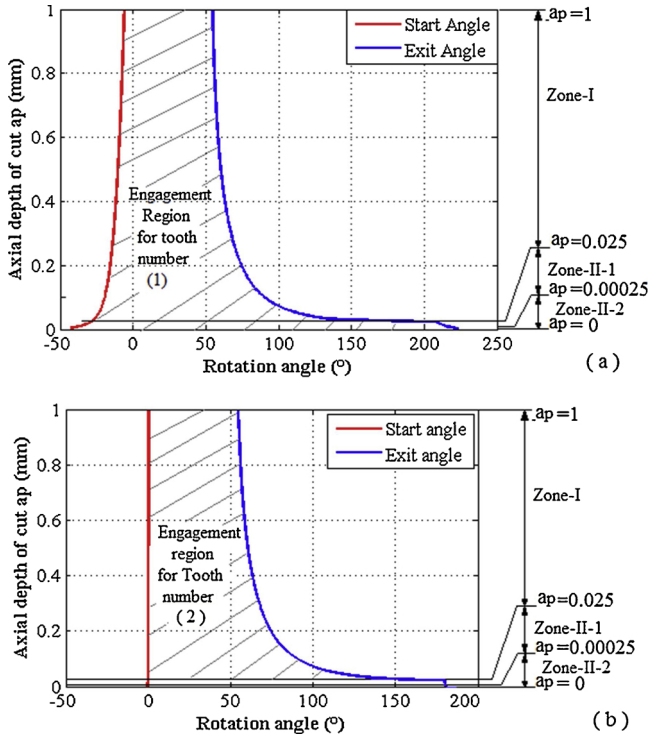 ap=1
1
Start Angle
Exit Angle
0.8
Zone-I
0.6
Axial depth of cut ap (mm)
Engagement
Region
for tooth
number
(1)
0.4
ap=0.025
0.2
Zone-II-1
ap=0.00025
Zone-II-2
0
ap=0
-50 0 50 100 150 200 250
Rotation angle (º)
( a )
1
ap=1
Start angle
Exit angle
0.8
Zone-I
0.6
Axial depth of cut ap (mm)
Engagement
region
for Tooth
number
( 2 )
0.4
ap=0.025
0.2
Zone-II-1
ap=0.00025
Zone-II-2
0
ap=0
-50 0 50 100 150 200
Rotation angle (º)
( b )